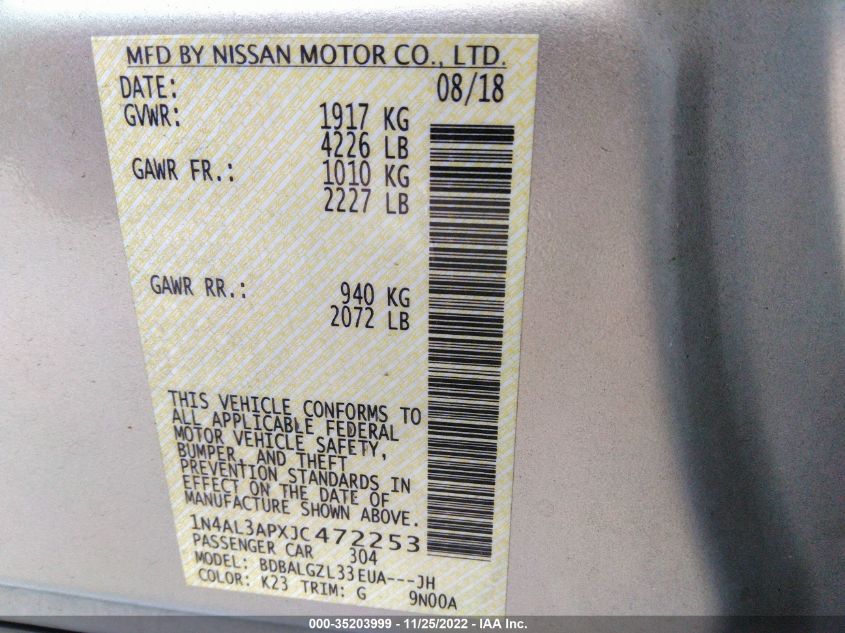 MFD BY NISSAN MOTOR CO., LTD.
DATE: 08/18
GVWR: 1917 KG
4226 LB
GAWR FR.: 1010 KG
2227 LB
GAWR RR.: 940 KG
2072 LB
THIS VEHICLE CONFORMS TO
ALL APPLICABLE FEDERAL
MOTOR VEHICLE SAFETY,
BUMPER, AND THEFT
PREVENTION STANDARDS IN
EFFECT ON THE DATE OF
MANUFACTURE SHOWN ABOVE.
1N4AL3APXJC472253
PASSENGER CAR 304
MODEL: BDBALGZL33EUA---JH
COLOR: K23 TRIM: G 9N00A
000-35203999 - 11/25/2022 - IAA Inc.